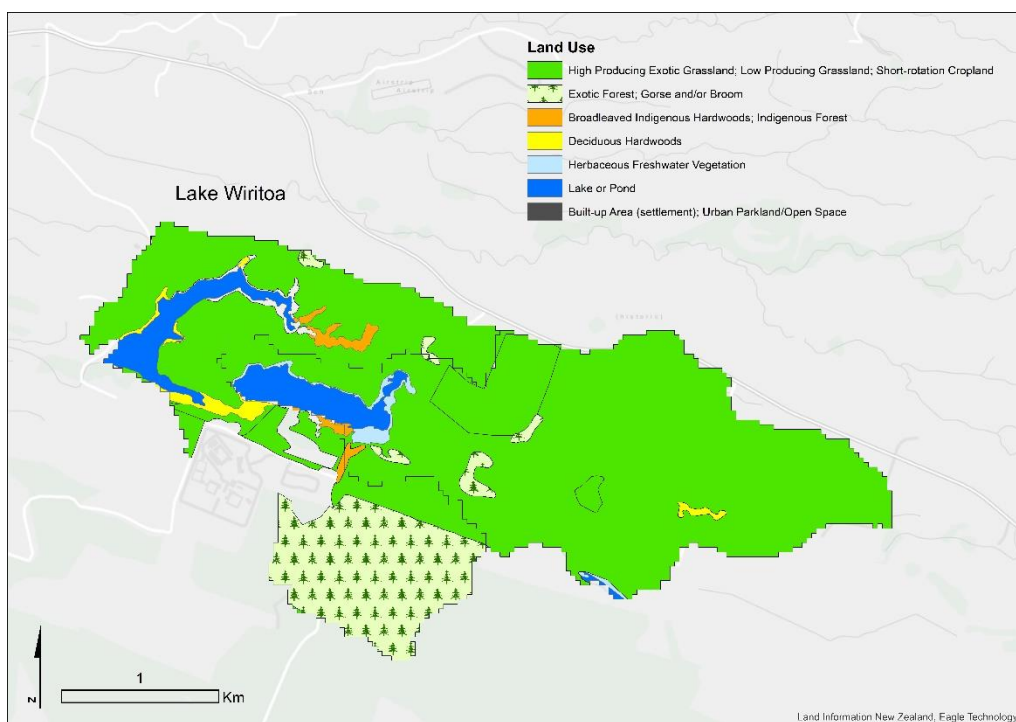 Land Use
High Producing Exotic Grassland; Low Producing Grassland; Short-rotation Cropland
Exotic Forest; Gorse and/or Broom
Broadleaved Indigenous Hardwoods; Indigenous Forest
Deciduous Hardwoods
Herbaceous Freshwater Vegetation
Lake or Pond
Built-up Area (settlement); Urban Parkland/Open Space
Lake Wiritoa
N
1
Km
Land Information New Zealand, Eagle Technology